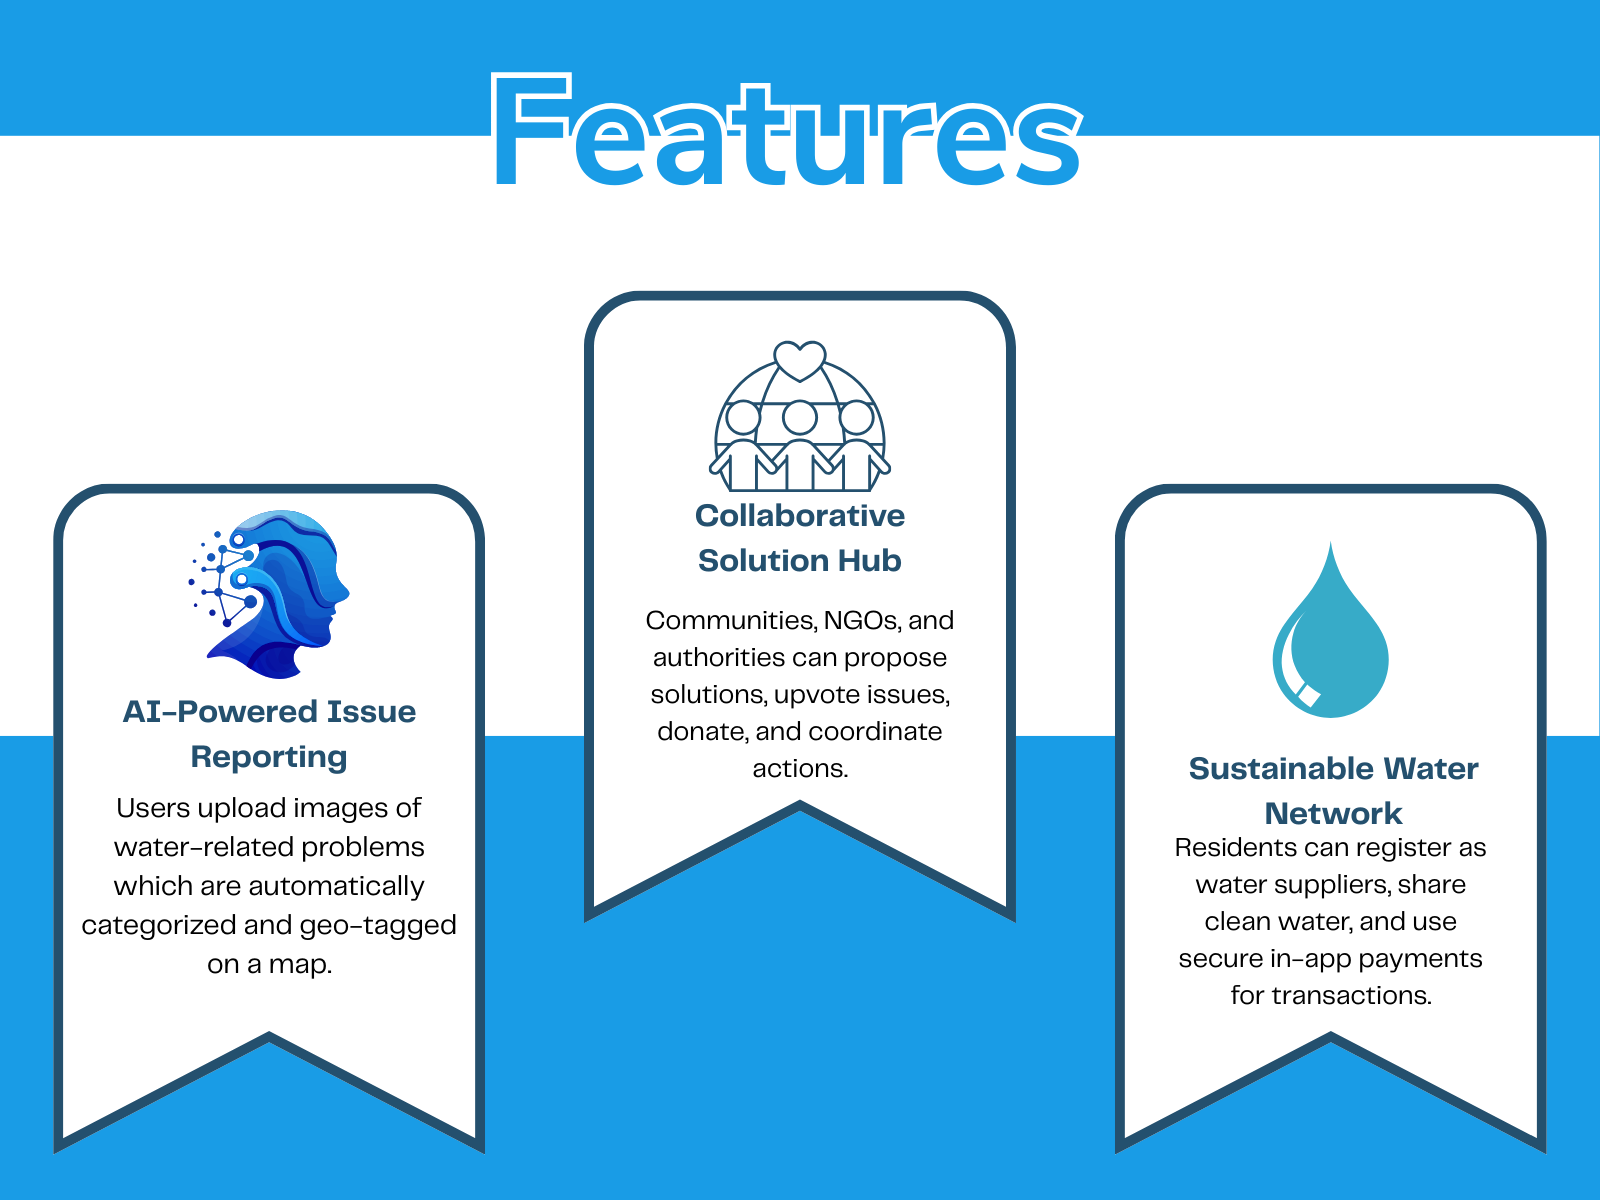 Features
AI-Powered Issue
Reporting
Users upload images of
water-related problems
which are automatically
categorized and geo-tagged
on a map.
Collaborative
Solution Hub
Communities, NGOs, and
authorities can propose
solutions, upvote issues,
donate, and coordinate
actions.
Sustainable Water
Network
Residents can register as
water suppliers, share
clean water, and use
secure in-app payments
for transactions.